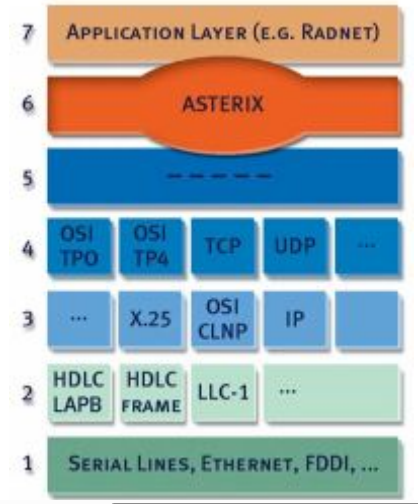 7 APPLICATION LAYER (E.G. RADNET)
6 ASTERIX
5 -----
4 OSI TPO OSI TP4 TCP UDP ...
3 ... X.25 OSI CLNP IP
2 HDLC LAPB HDLC FRAME LLC-1 ...
1 SERIAL LINES, ETHERNET, FDDI, ...